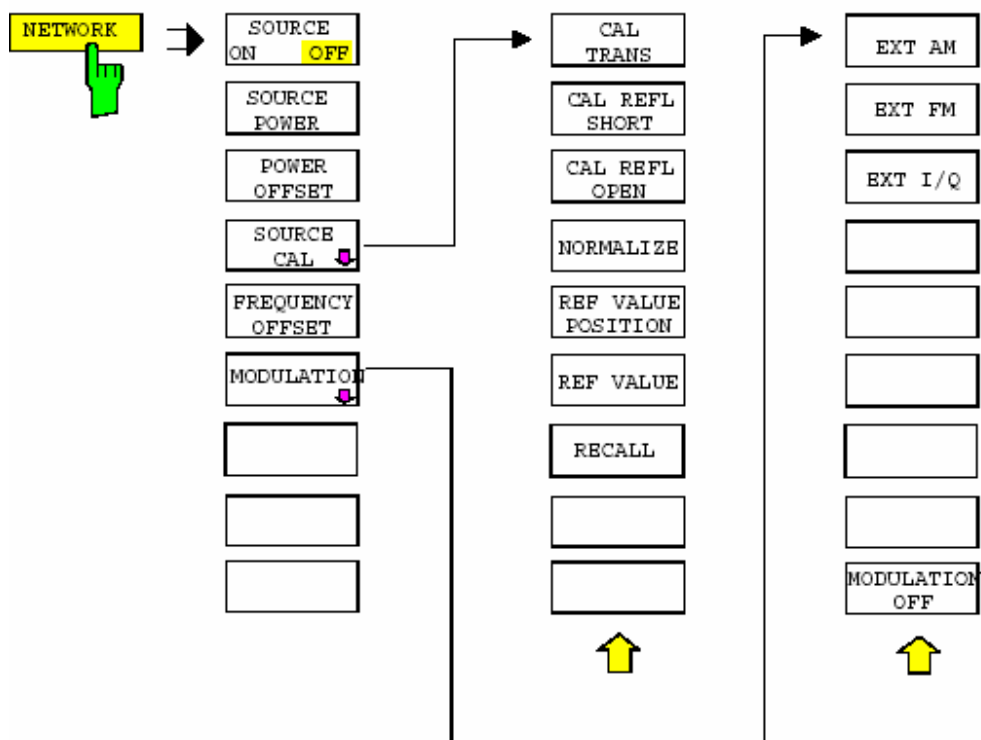 NETWORK
SOURCE
ON OFF
SOURCE
POWER
POWER
OFFSET
SOURCE
CAL
FREQUENCY
OFFSET
MODULATION
CAL
TRANS
CAL REFL
SHORT
CAL REFL
OPEN
NORMALIZE
REF VALUE
POSITION
REF VALUE
RECALL
EXT AM
EXT FM
EXT I/Q
MODULATION
OFF